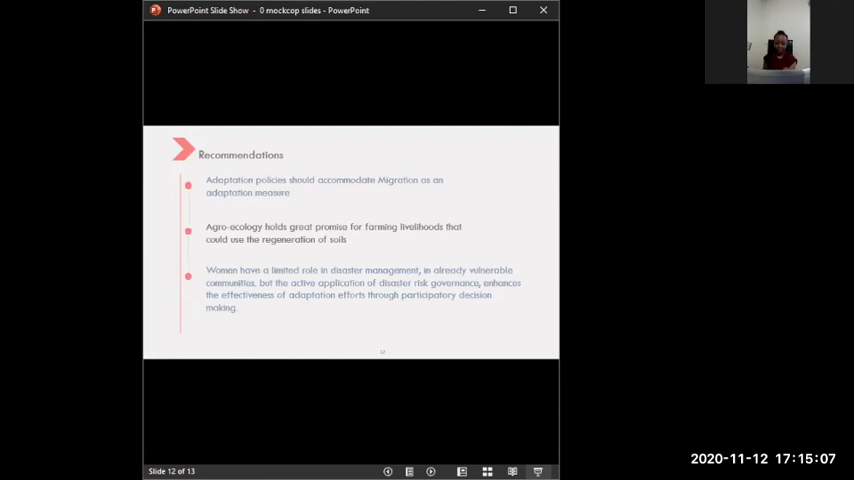 PowerPoint Slide Show - 0 mockcop slides - PowerPoint
Recommendations
Adaptation policies should accommodate Migration as an
adaptation measure
Agro-ecology holds great promise for farming livelihoods that
could use the regeneration of soils
Women have a limited role in disaster management, in already vulnerable
communities, but the active application of disaster risk governance, enhances
the effectiveness of adaptation efforts through participatory decision
making.
12
Slide 12 of 13
2020-11-12 17:15:07